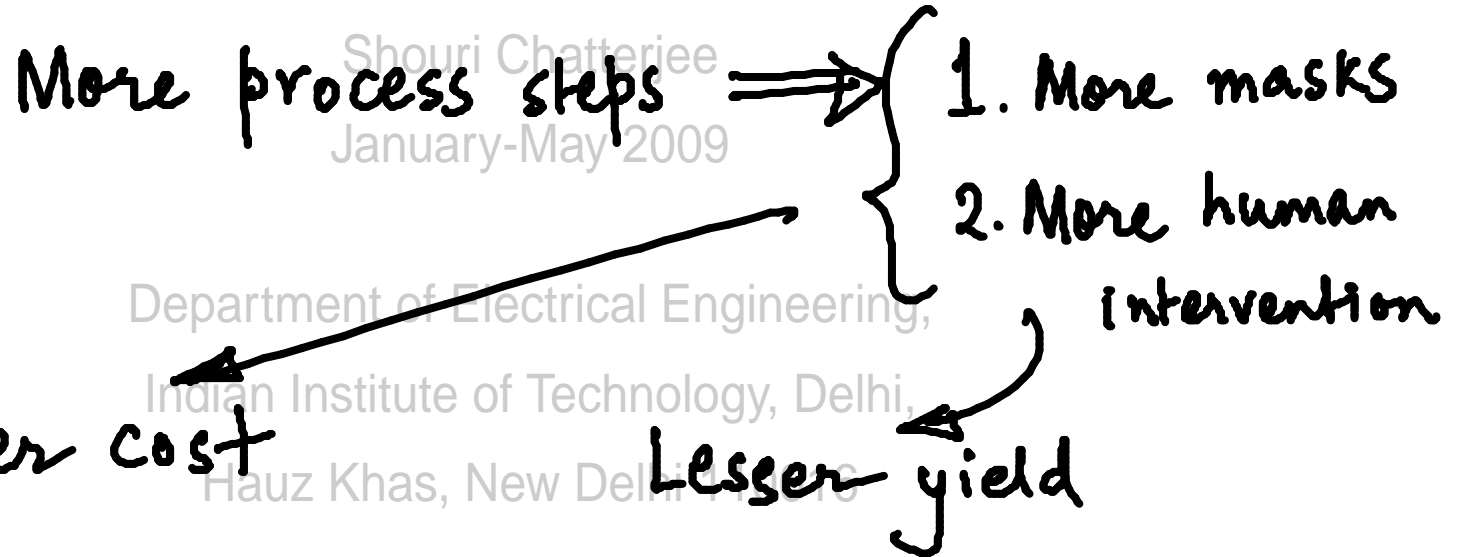 Shouri Chatterjee
More process steps ⇒ { 1. More masks
January-May 2009
2. More human
intervention
Department of Electrical Engineering,
Indian Institute of Technology, Delhi,
cost
Lesser yield
Hauz Khas, New Delhi